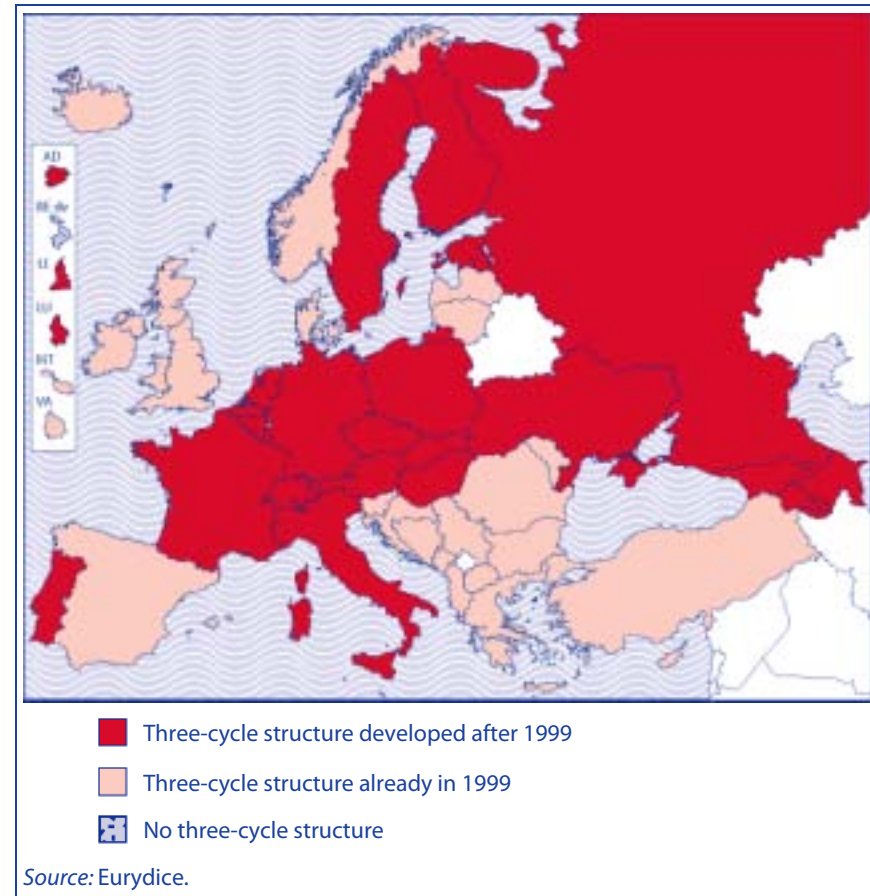 AD
BE de
LI
LU
MT
VA
Three-cycle structure developed after 1999
Three-cycle structure already in 1999
No three-cycle structure
Source: Eurydice.